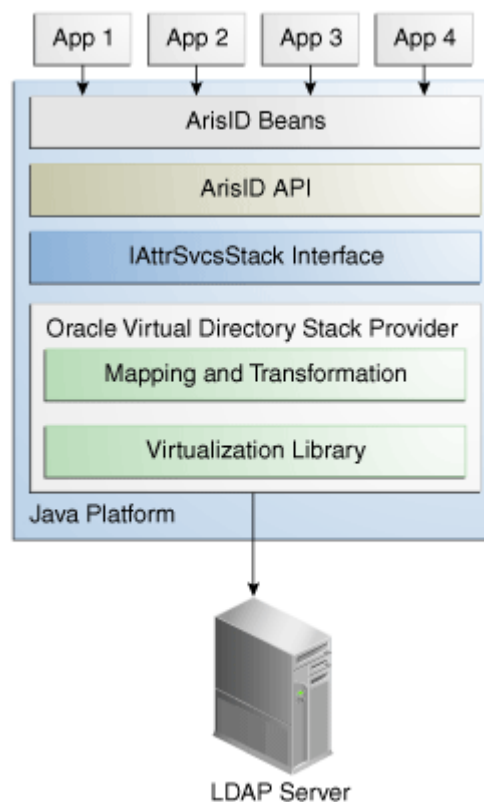 App 1
App 2
App 3
App 4
ArisID Beans
ArisID API
IAttrSvcsStack Interface
Oracle Virtual Directory Stack Provider
Mapping and Transformation
Virtualization Library
Java Platform
LDAP Server